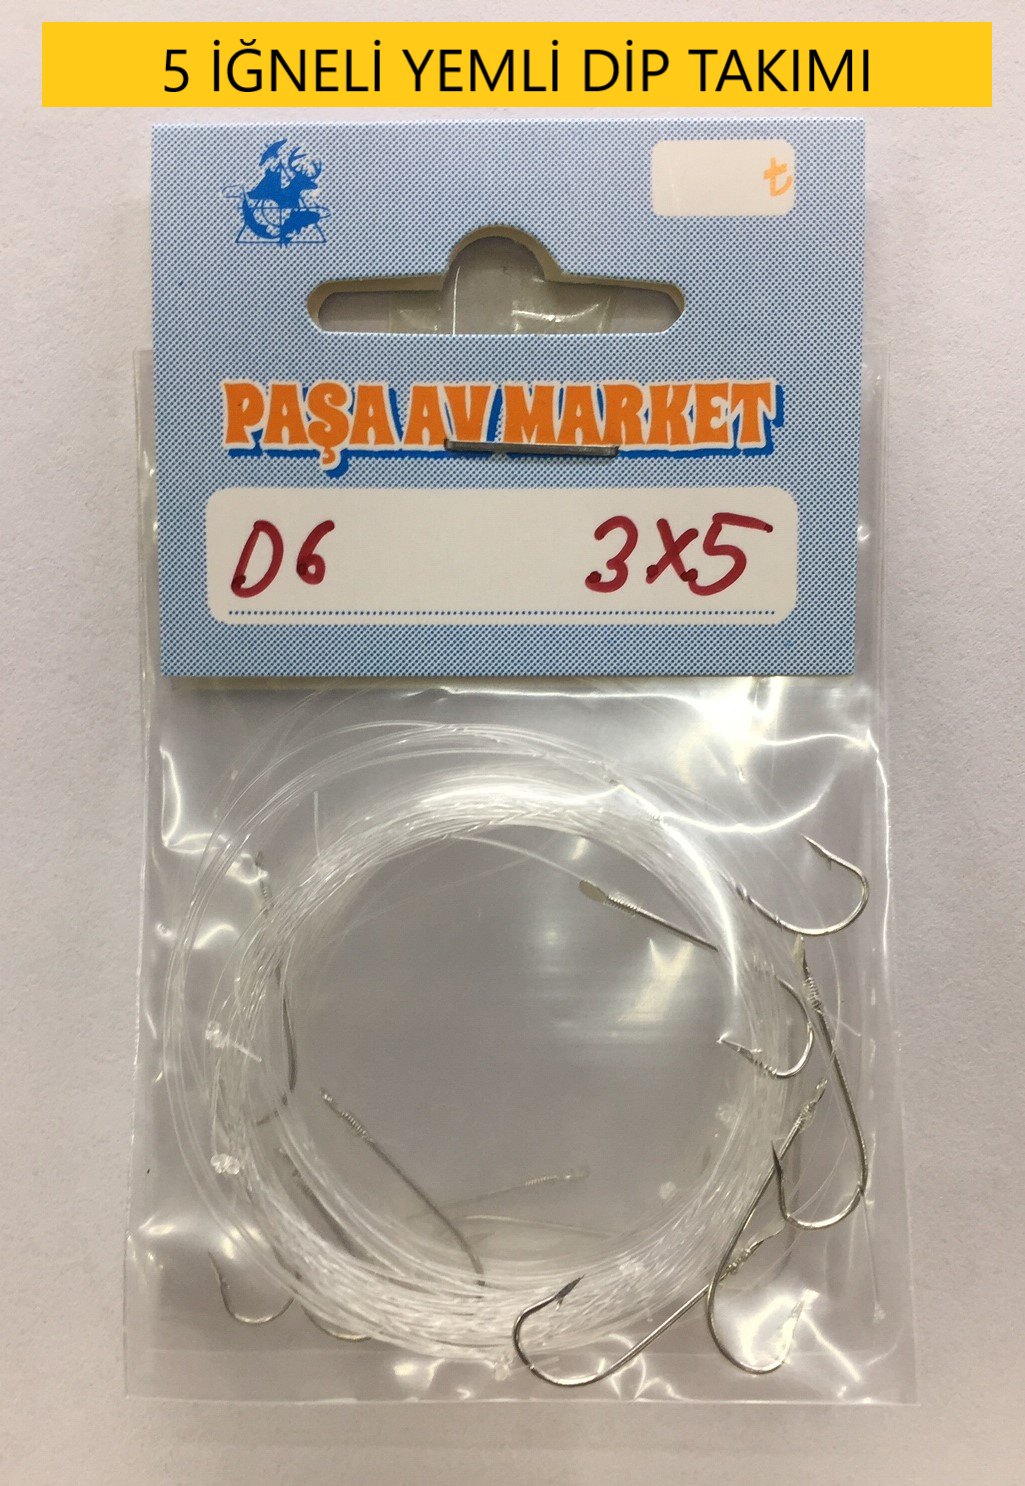 5 İĞNELİ YEMLİ DİP TAKIMI
₺
PAŞA AV MARKET
D6 3X5